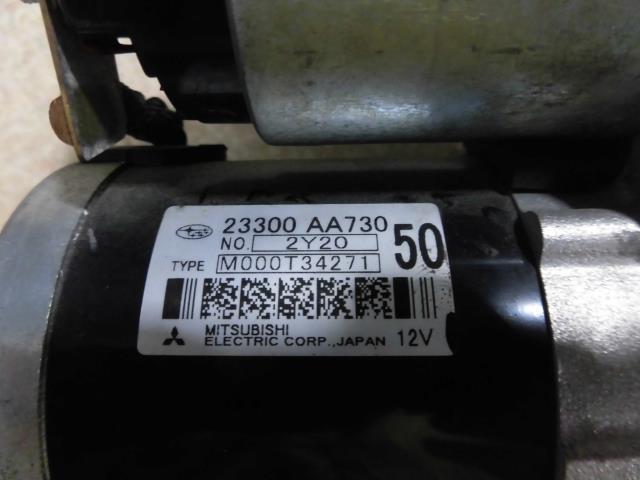 23300 AA730
NO. 2Y20
50
TYPE M000T34271
MITSUBISHI
ELECTRIC CORP.,JAPAN 12V